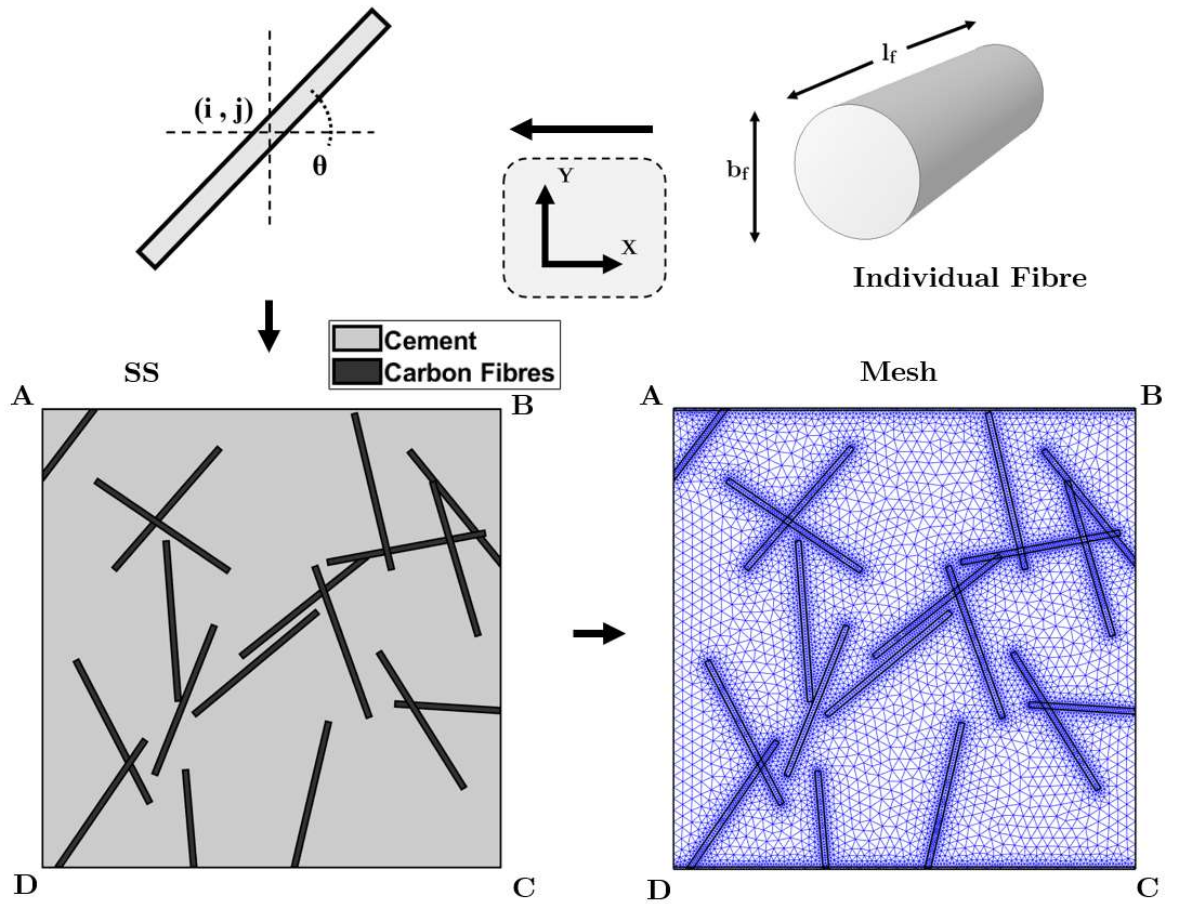 l_f
(i , j)
θ
b_f
Y
X
Individual Fibre
Cement
Carbon Fibres
SS
Mesh
A
B
A
B
D
C
D
C